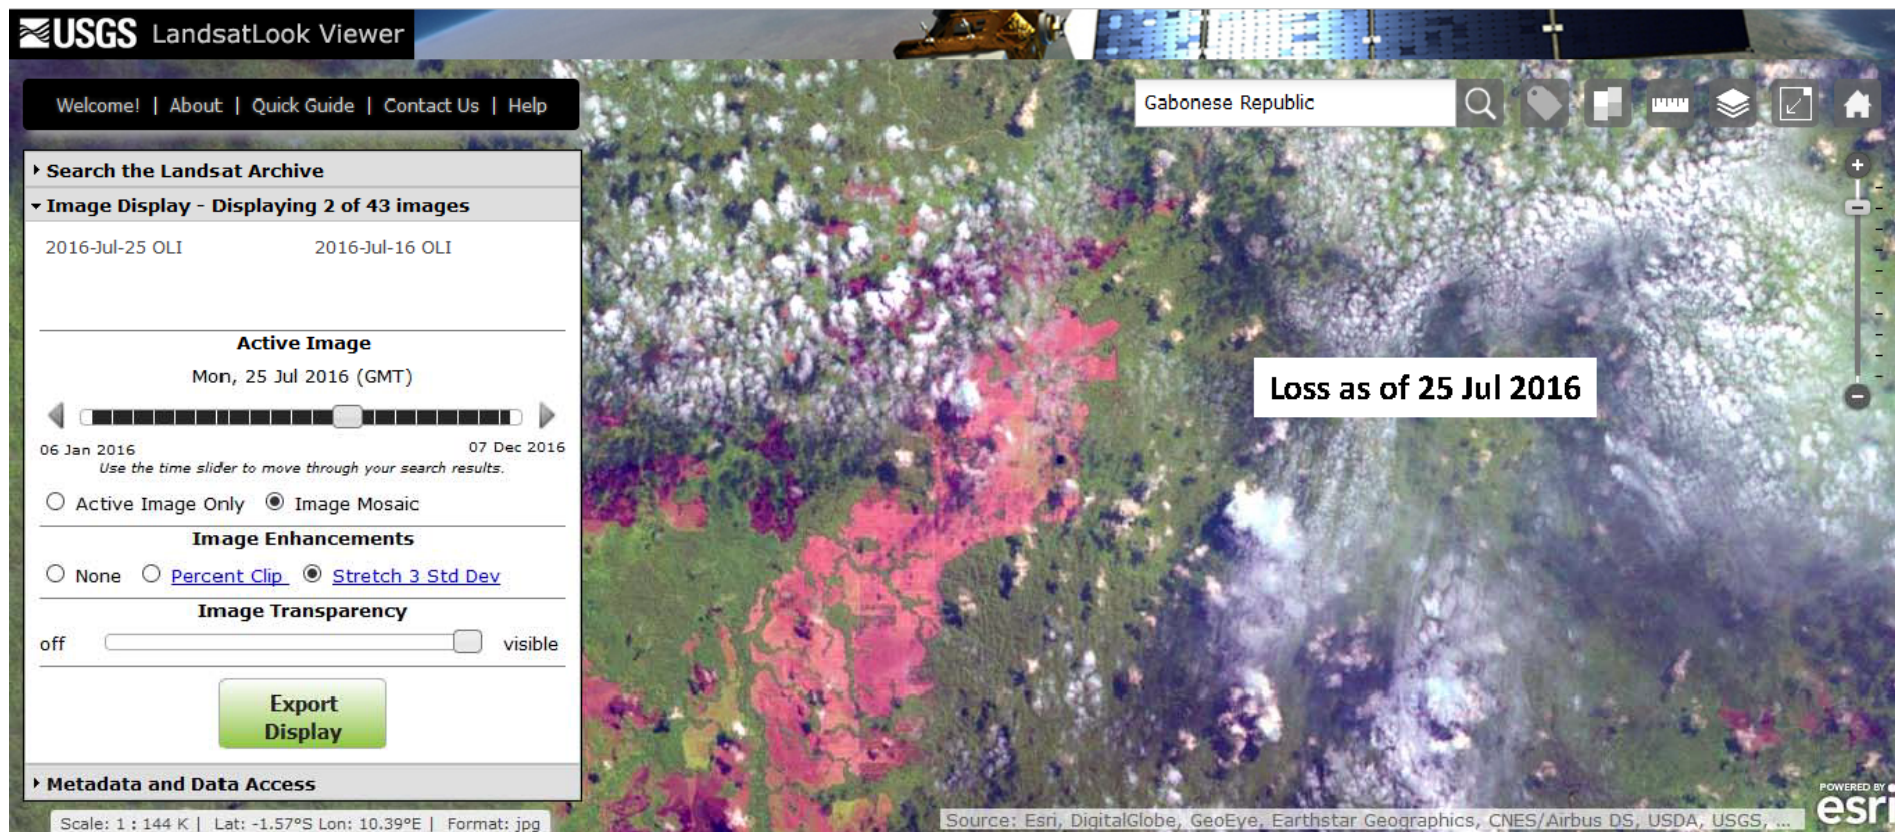 USGS LandsatLook Viewer
Welcome! | About | Quick Guide | Contact Us | Help
Gabonese Republic
Search the Landsat Archive
Image Display - Displaying 2 of 43 images
2016-Jul-25 OLI 2016-Jul-16 OLI
Active Image
Mon, 25 Jul 2016 (GMT)
06 Jan 2016 07 Dec 2016
Use the time slider to move through your search results.
Active Image Only Image Mosaic
Image Enhancements
None Percent Clip Stretch 3 Std Dev
Image Transparency
off visible
Export
Display
Metadata and Data Access
Scale: 1 : 144 K | Lat: -1.57°S Lon: 10.39°E | Format: jpg
Loss as of 25 Jul 2016
Source: Esri, DigitalGlobe, GeoEye, Earthstar Geographics, CNES/Airbus DS, USDA, USGS, ...
POWERED BY
esri